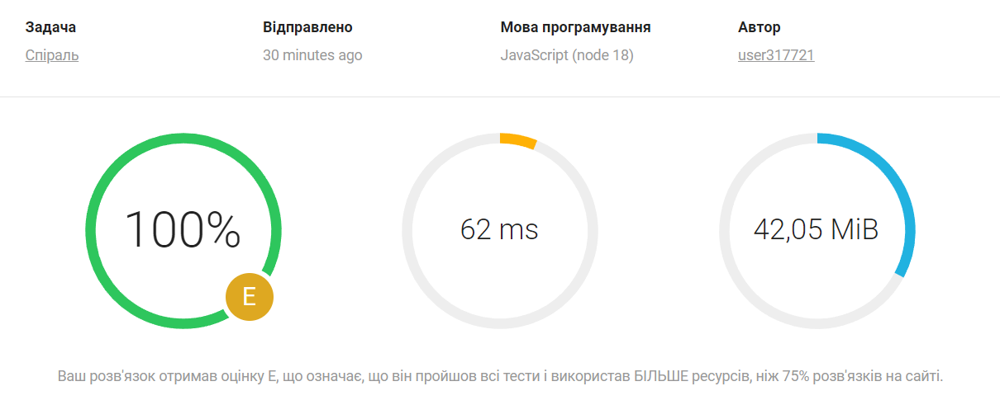 Задача Відправлено Мова програмування Автор
Спіраль 30 minutes ago JavaScript (node 18) user317721
100% 62 ms 42,05 MiB
E
Ваш розв'язок отримав оцінку E, що означає, що він пройшов всі тести і використав БІЛЬШЕ ресурсів, ніж 75% розв'язків на сайті.